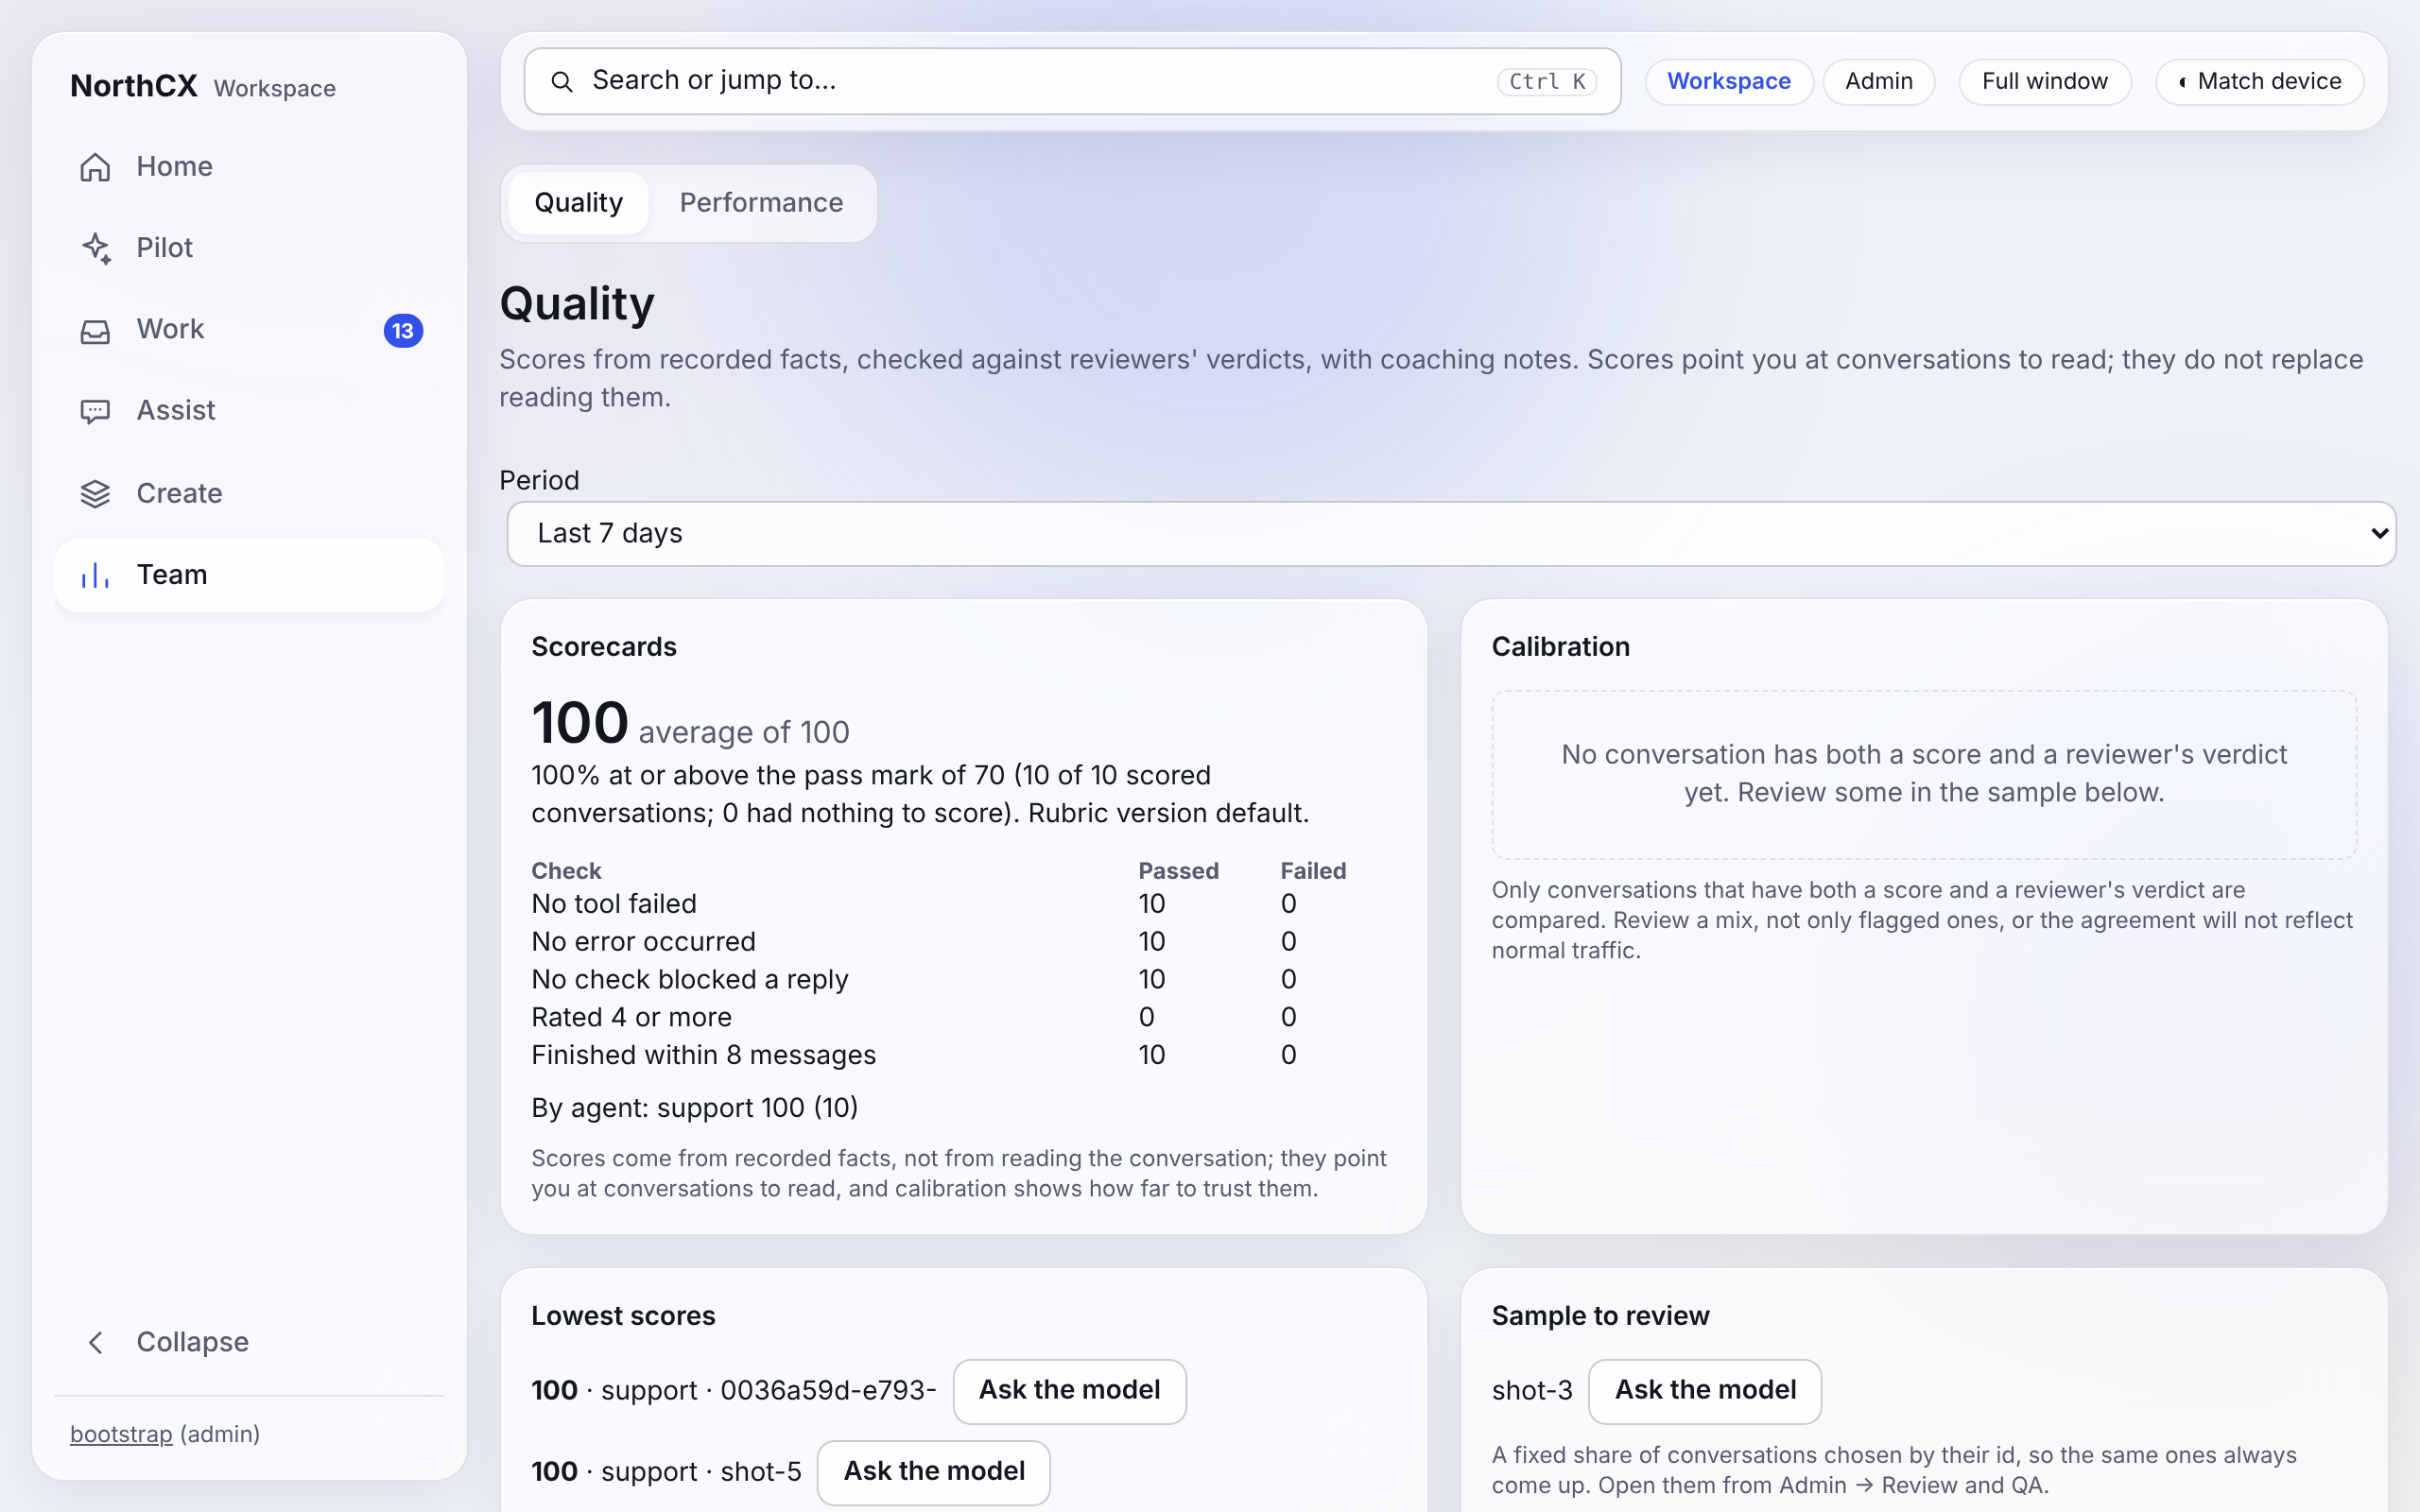 NorthCX Workspace
Home
Pilot
Work 13
Assist
Create
Team
Collapse
bootstrap (admin)
Search or jump to... Ctrl K
Workspace Admin Full window Match device
Quality Performance
Quality
Scores from recorded facts, checked against reviewers' verdicts, with coaching notes. Scores point you at conversations to read; they do not replace
reading them.
Period
Last 7 days
Scorecards
100 average of 100
100% at or above the pass mark of 70 (10 of 10 scored
conversations; 0 had nothing to score). Rubric version default.
Check Passed Failed
No tool failed 10 0
No error occurred 10 0
No check blocked a reply 10 0
Rated 4 or more 0 0
Finished within 8 messages 10 0
By agent: support 100 (10)
Scores come from recorded facts, not from reading the conversation; they point
you at conversations to read, and calibration shows how far to trust them.
Calibration
No conversation has both a score and a reviewer's verdict
yet. Review some in the sample below.
Only conversations that have both a score and a reviewer's verdict are
compared. Review a mix, not only flagged ones, or the agreement will not reflect
normal traffic.
Lowest scores
100 · support · 0036a59d-e793- Ask the model
100 · support · shot-5 Ask the model
Sample to review
shot-3 Ask the model
A fixed share of conversations chosen by their id, so the same ones always
come up. Open them from Admin → Review and QA.